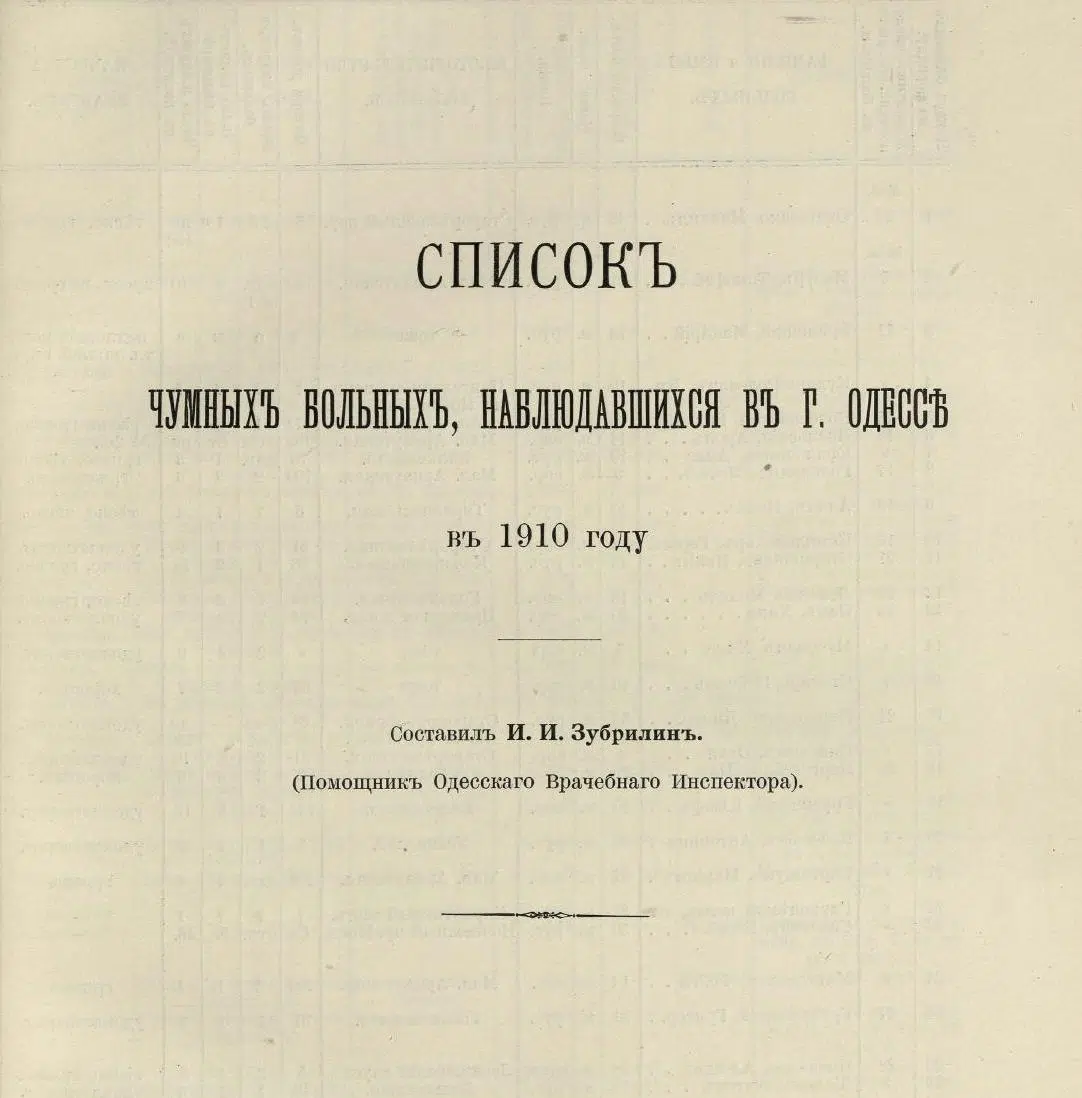 СПИСОКЪ
ЧУМНЫХЪ БОЛЬНЫХЪ, НАБЛЮДАВШИХСЯ ВЪ Г. ОДЕССѢ
въ 1910 году
Составилъ И. И. Зубрилинъ.
(Помощникъ Одесскаго Врачебнаго Инспектора).